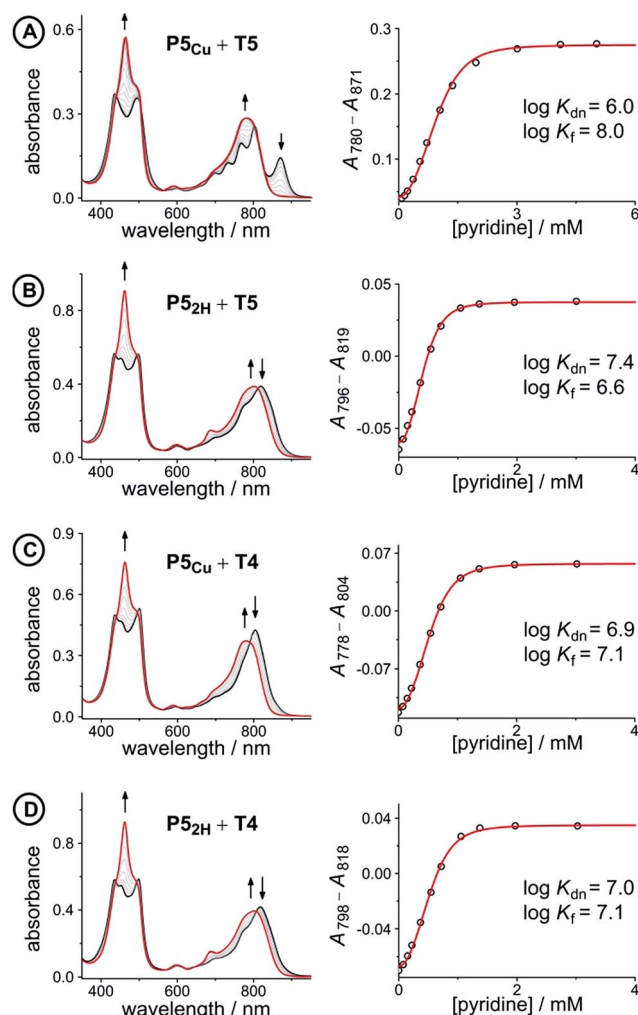 A
P5Cu + T5
absorbance
0.6
0.3
0.0
400 600 800
wavelength / nm
A780 – A871
0.3
0.2
0.1
log Kdn = 6.0
log Kf = 8.0
0 3 6
[pyridine] / mM
B
P52H + T5
absorbance
0.8
0.4
0.0
400 600 800
wavelength / nm
A796 – A819
0.05
0.00
-0.05
log Kdn = 7.4
log Kf = 6.6
0 2 4
[pyridine] / mM
C
P5Cu + T4
absorbance
0.9
0.6
0.3
0.0
400 600 800
wavelength / nm
A778 – A804
0.07
0.00
-0.07
log Kdn = 6.9
log Kf = 7.1
0 2 4
[pyridine] / mM
D
P52H + T4
absorbance
0.8
0.4
0.0
400 600 800
wavelength / nm
A798 – A818
0.04
0.00
-0.04
log Kdn = 7.0
log Kf = 7.1
0 2 4
[pyridine] / mM